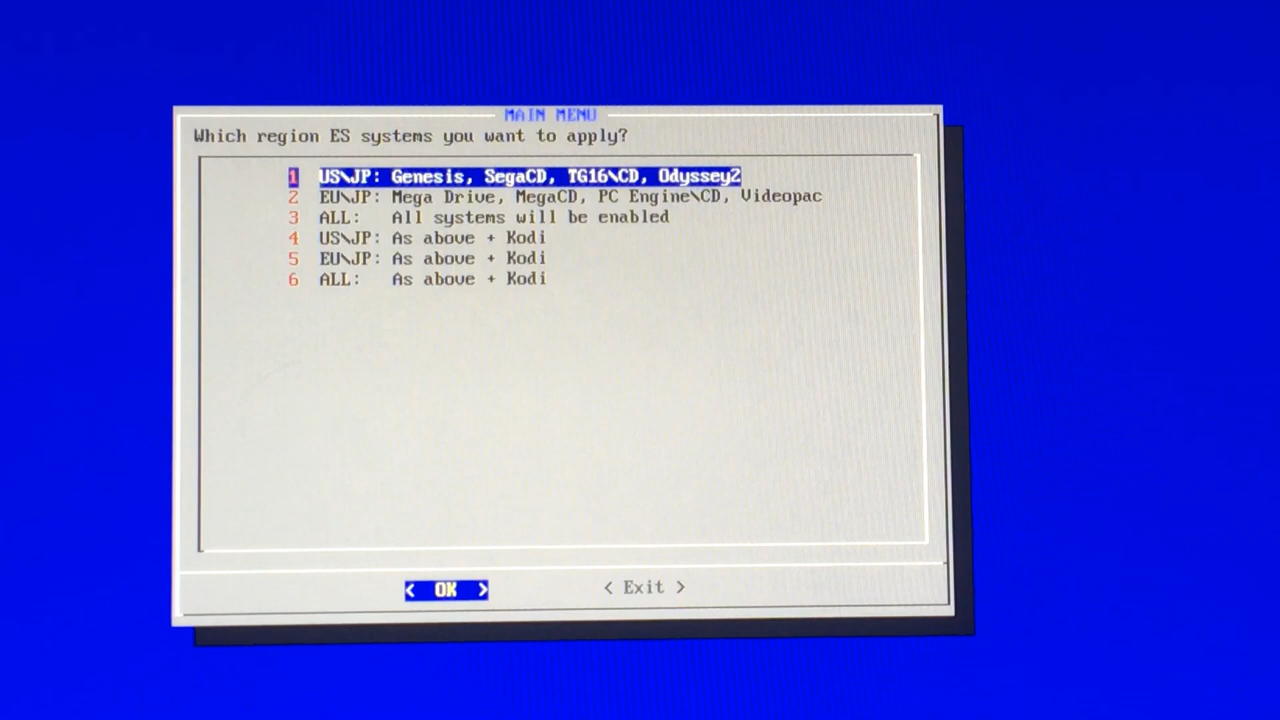 MAIN MENU
Which region ES systems you want to apply?
1 US\JP: Genesis, SegaCD, TG16\CD, Odyssey2
2 EU\JP: Mega Drive, MegaCD, PC Engine\CD, Videopac
3 ALL: All systems will be enabled
4 US\JP: As above + Kodi
5 EU\JP: As above + Kodi
6 ALL: As above + Kodi
< OK > < Exit >